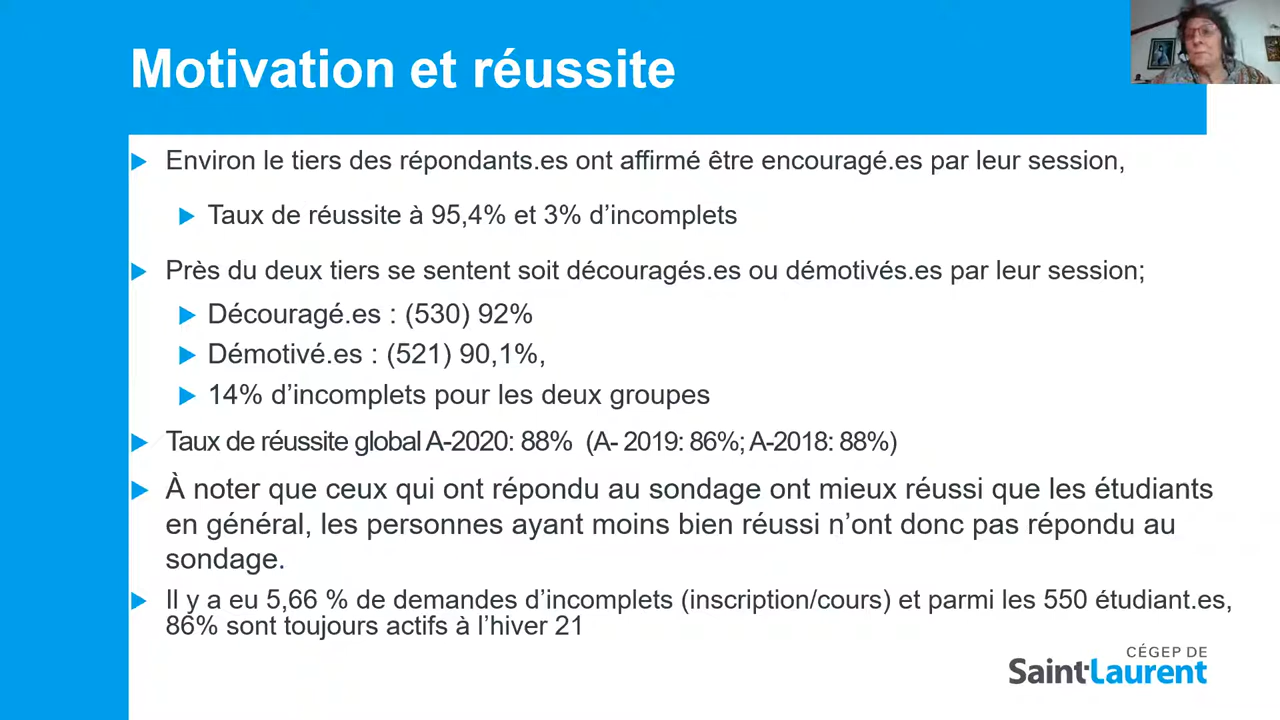 Motivation et réussite
Environ le tiers des répondants.es ont affirmé être encouragé.es par leur session,
Taux de réussite à 95,4% et 3% d’incomplets
Près du deux tiers se sentent soit découragés.es ou démotivés.es par leur session;
Découragé.es : (530) 92%
Démotivé.es : (521) 90,1%,
14% d’incomplets pour les deux groupes
Taux de réussite global A-2020: 88% (A- 2019: 86%; A-2018: 88%)
À noter que ceux qui ont répondu au sondage ont mieux réussi que les étudiants
en général, les personnes ayant moins bien réussi n’ont donc pas répondu au
sondage.
Il y a eu 5,66 % de demandes d’incomplets (inscription/cours) et parmi les 550 étudiant.es,
86% sont toujours actifs à l’hiver 21
CÉGEP DE
Saint-Laurent